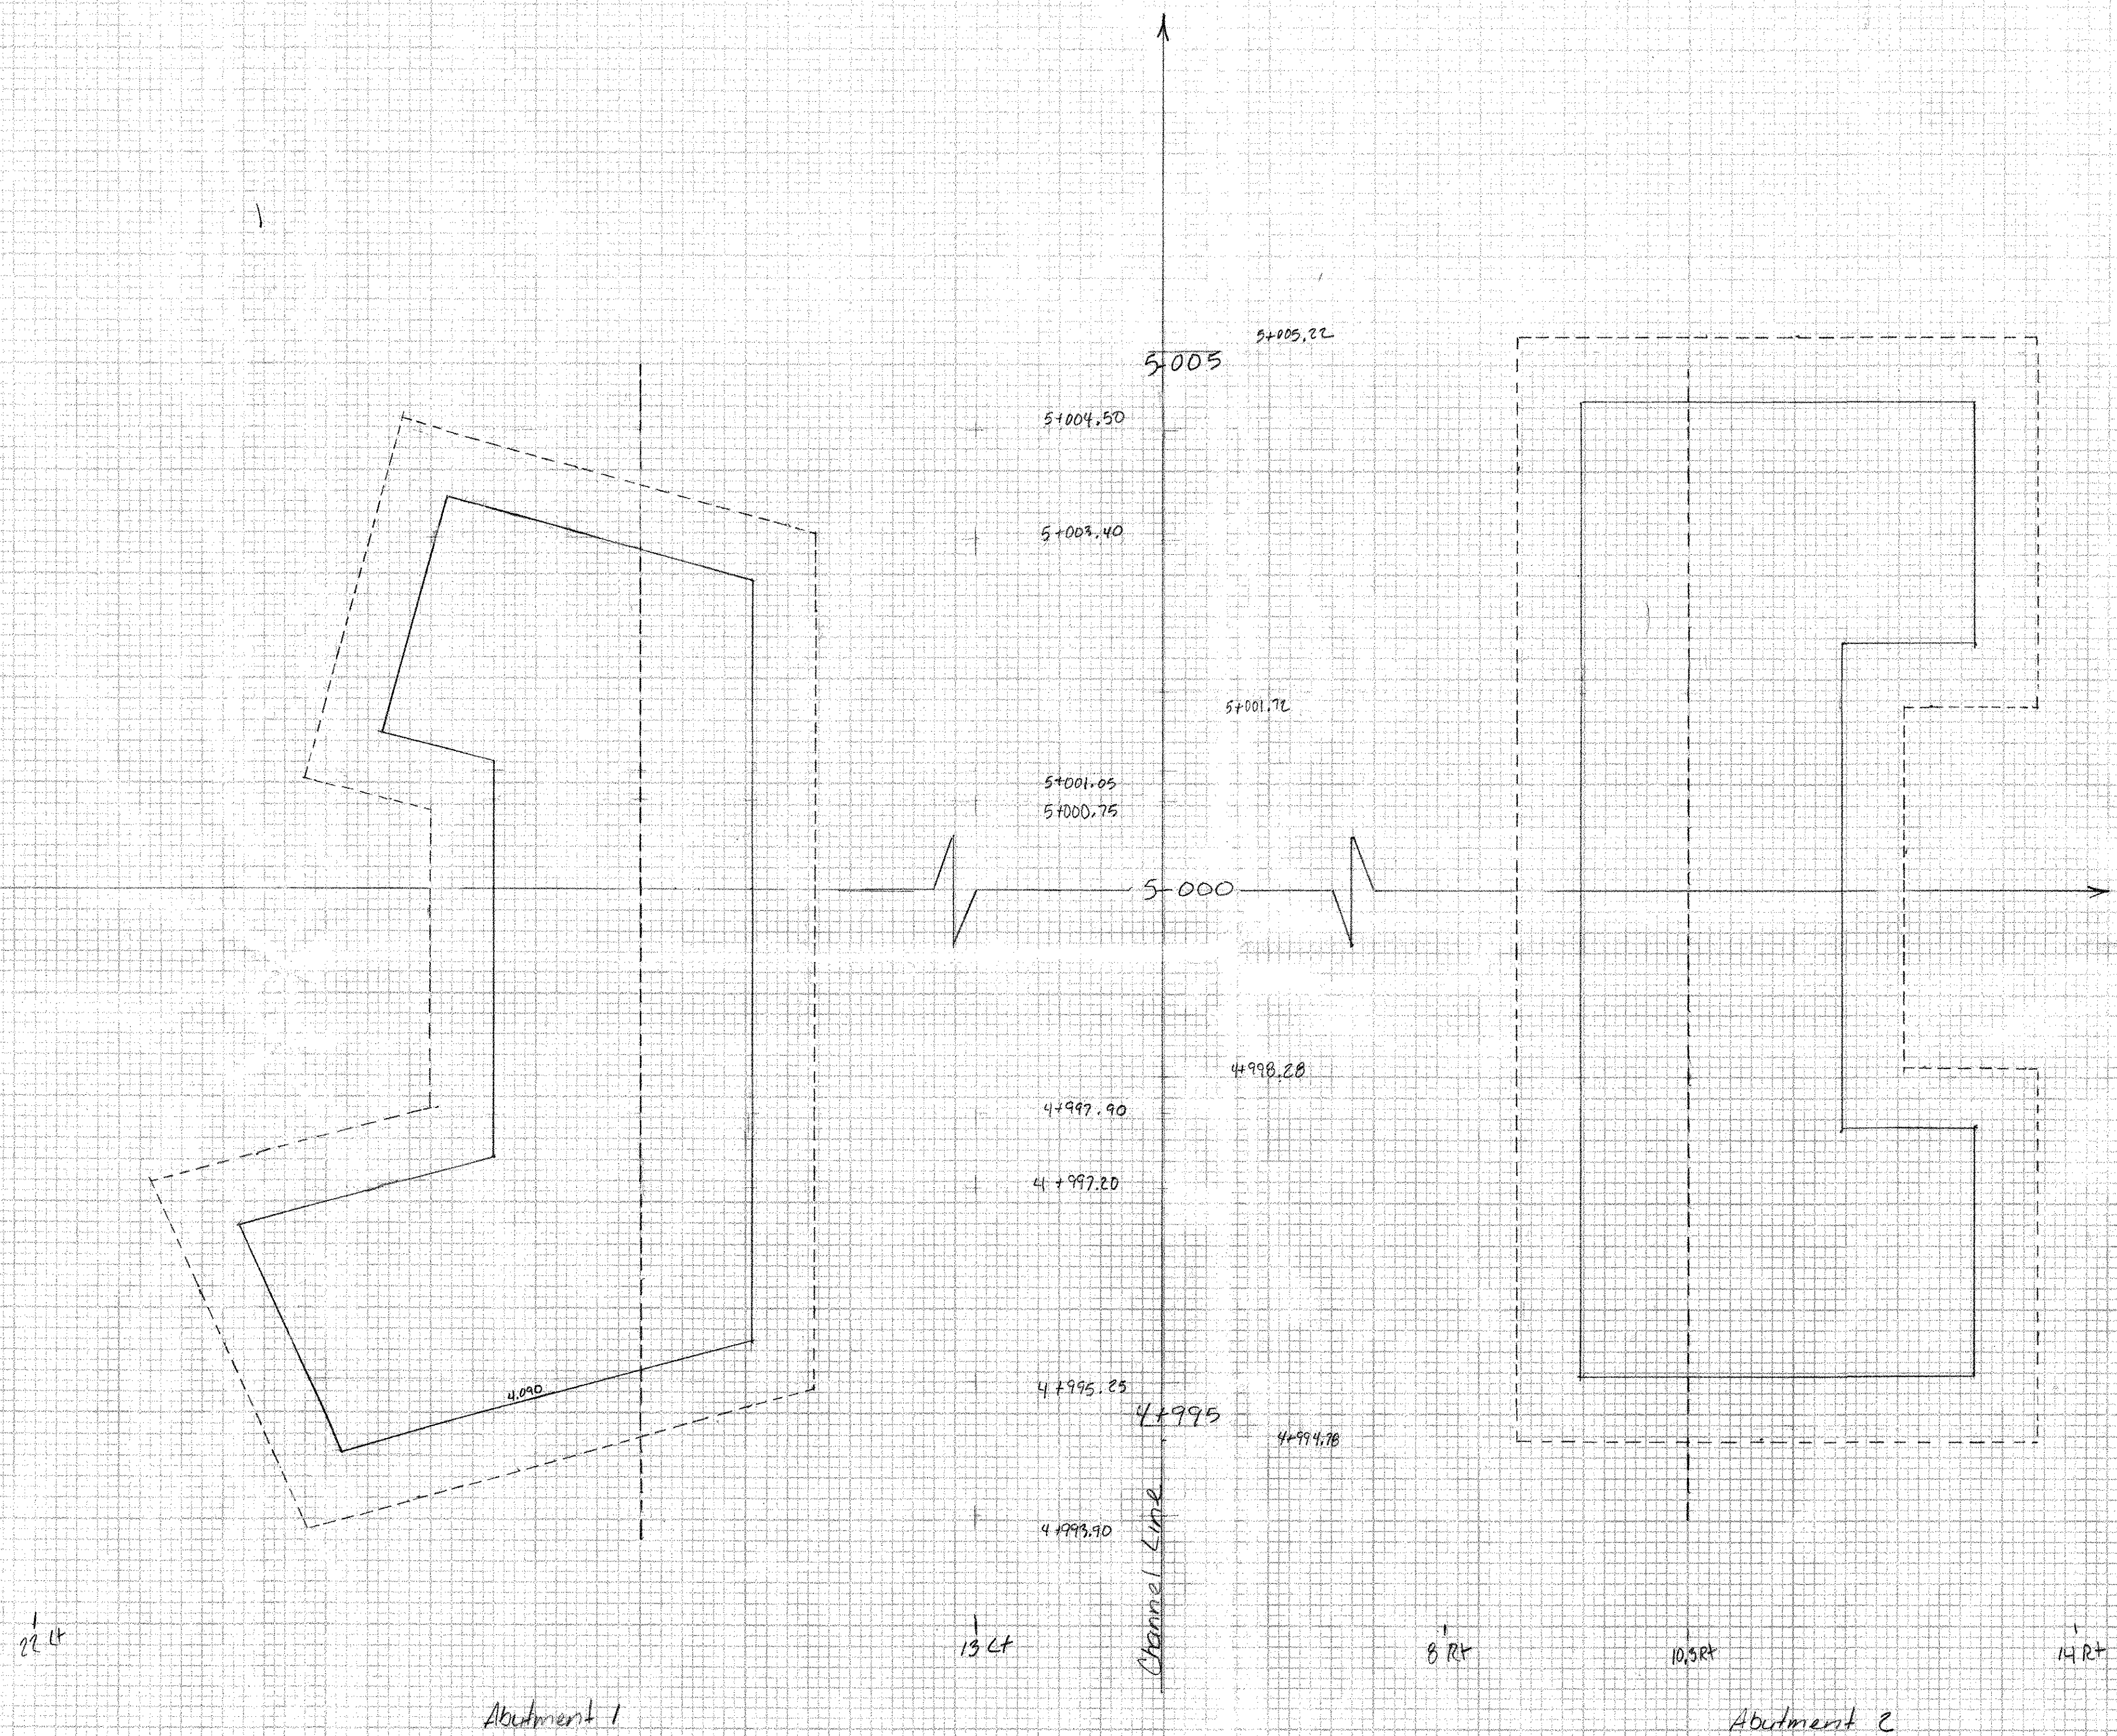 5+005.22
5+005
5+004.50
5+003.40
5+001.72
5+001.05
5+000.75
5+000
4+998.28
4+997.90
4+997.20
4.090
4+995.25
4+995
4+994.78
4+993.90
Channel Line
22 Lt
13 Lt
8 Rt
14 Rt
Abutment 1
Abutment 2